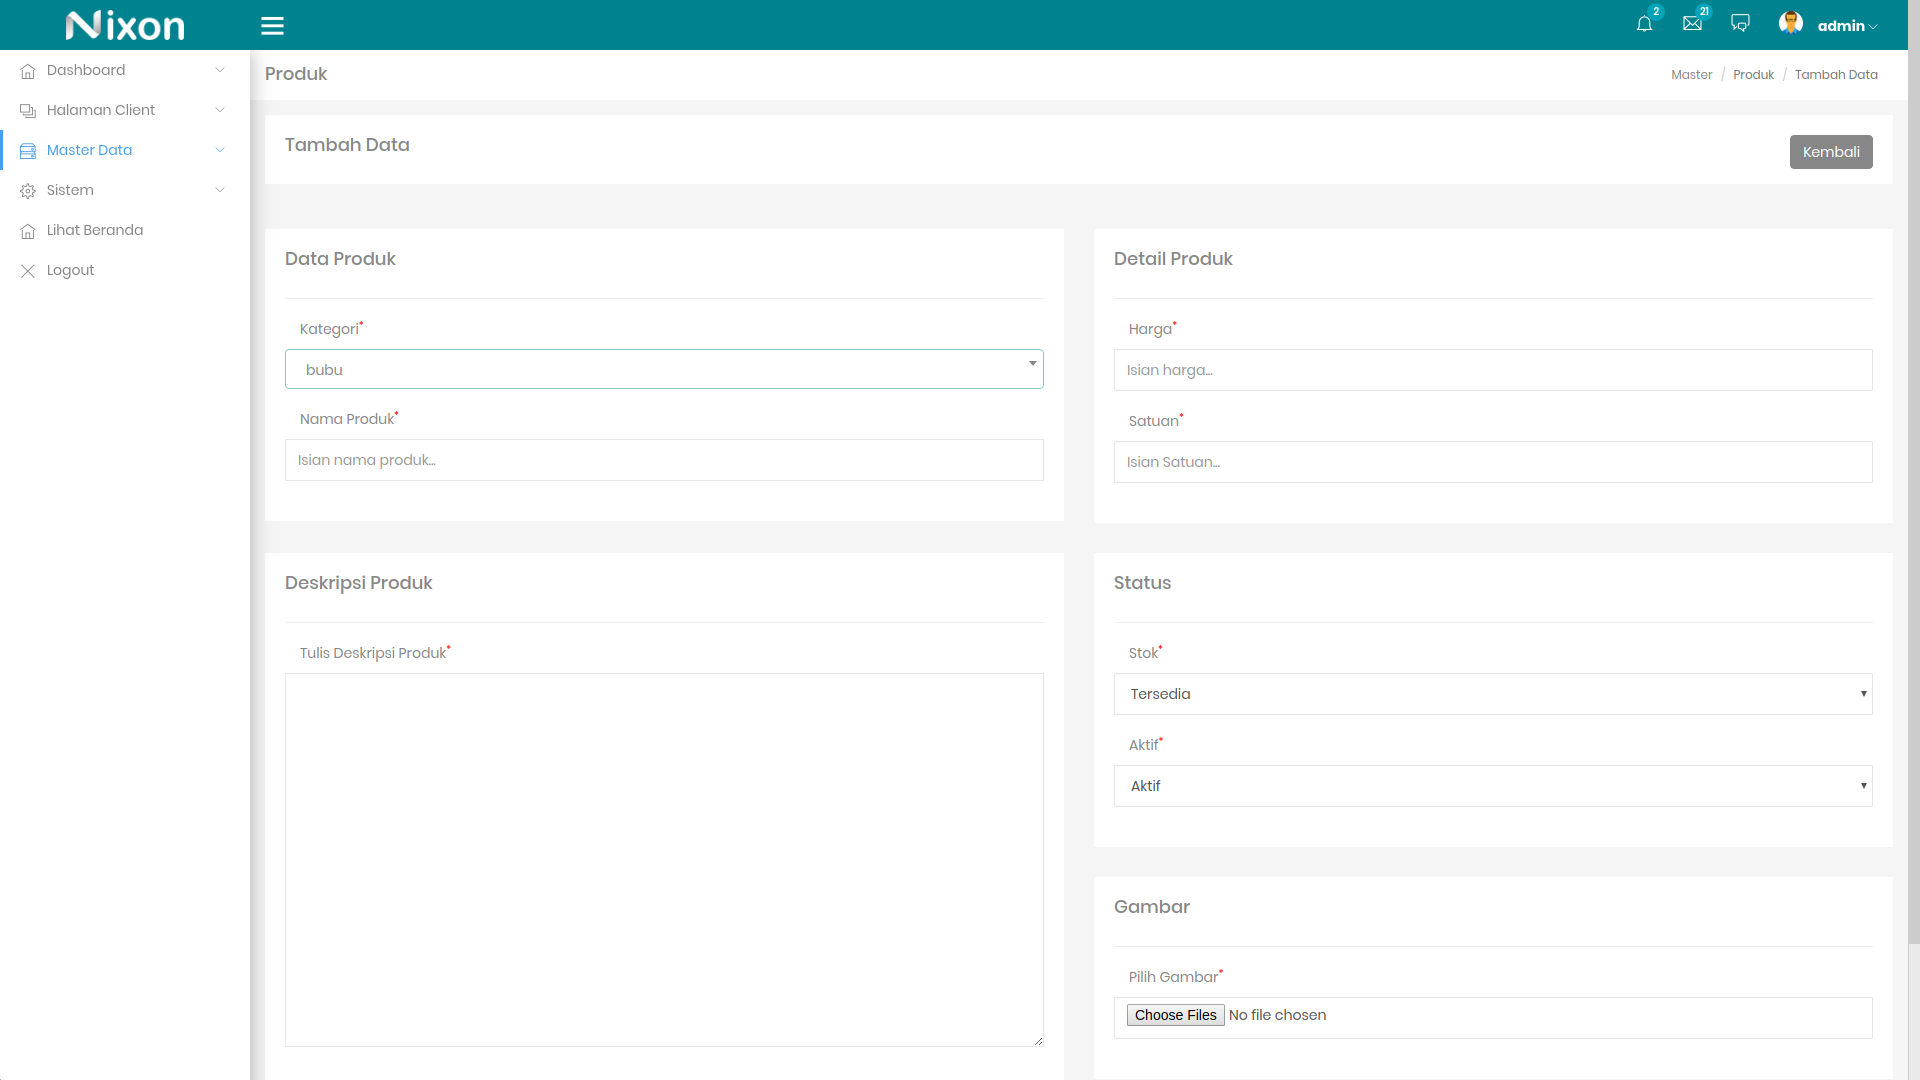 Nixon
2
21
admin
Dashboard
Halaman Client
Master Data
Sistem
Lihat Beranda
Logout
Produk
Master / Produk / Tambah Data
Tambah Data
Kembali
Data Produk
Kategori*
bubu
Nama Produk*
Isian nama produk...
Detail Produk
Harga*
Isian harga...
Satuan*
Isian Satuan...
Deskripsi Produk
Tulis Deskripsi Produk*
Status
Stok*
Tersedia
Aktif*
Aktif
Gambar
Pilih Gambar*
Choose Files No file chosen